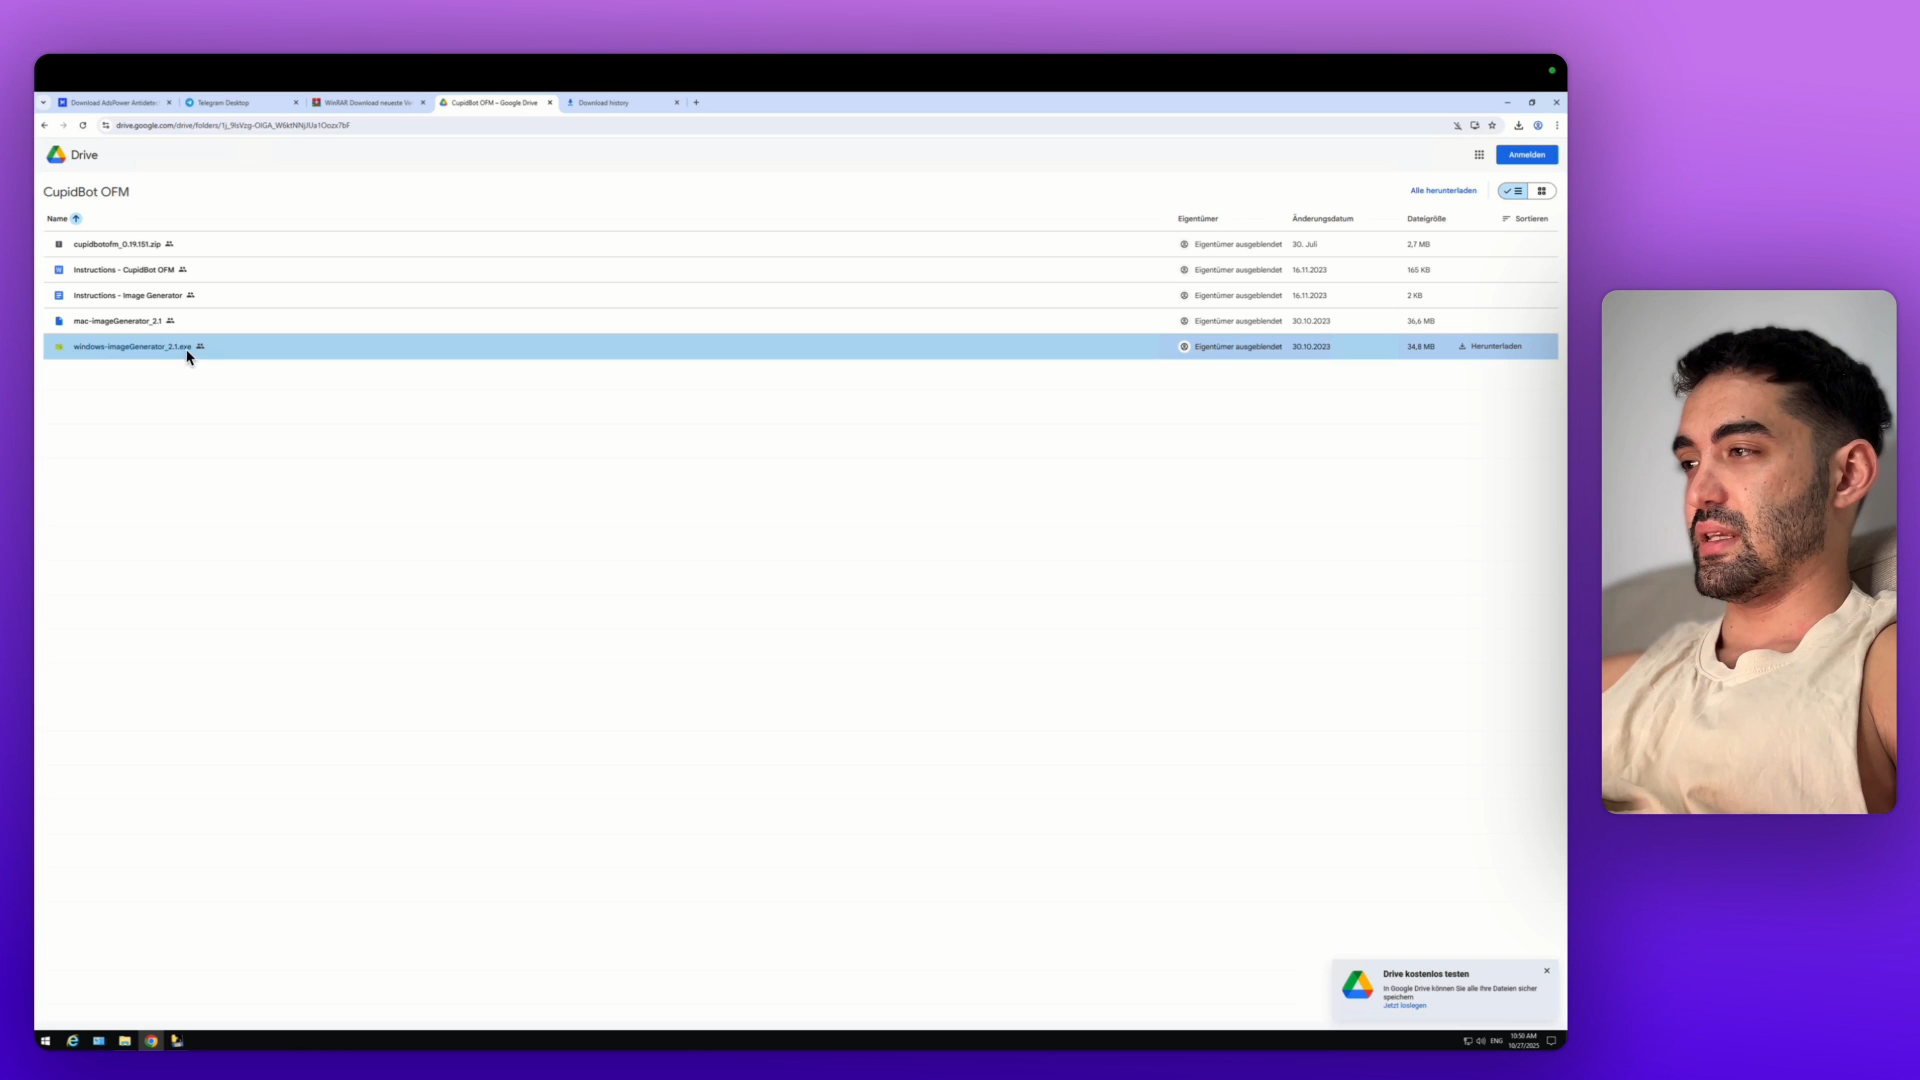 Download AdsPower Antidetec
Telegram Desktop
WinRAR Download neueste Ve
CupidBot OFM – Google Drive
Download history
drive.google.com/drive/folders/1j_9IsVzg-OIGA_W6ktNNjJUa1Oozx7bF
Drive
Anmelden
CupidBot OFM
Alle herunterladen
Name
Eigentümer
Änderungsdatum
Dateigröße
Sortieren
cupidbotofm_0.19.151.zip
Eigentümer ausgeblendet
30. Juli
2,7 MB
Instructions - CupidBot OFM
Eigentümer ausgeblendet
16.11.2023
165 KB
Instructions - Image Generator
Eigentümer ausgeblendet
16.11.2023
2 KB
mac-imageGenerator_2.1
Eigentümer ausgeblendet
30.10.2023
36,6 MB
windows-imageGenerator_2.1.exe
Eigentümer ausgeblendet
30.10.2023
34,8 MB
Herunterladen
Drive kostenlos testen
In Google Drive können Sie alle Ihre Dateien sicher
speichern
Jetzt loslegen
ENG
10:50 AM
10/27/2025